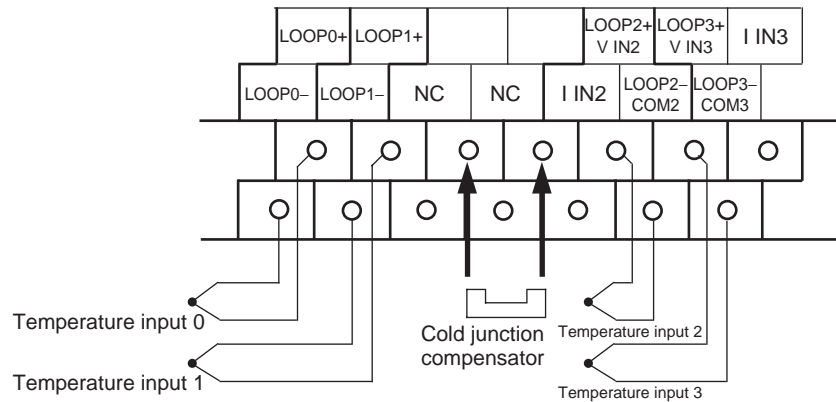 LOOP0+ LOOP1+ LOOP2+ LOOP3+ I IN3
V IN2 V IN3
LOOP0– LOOP1– NC NC I IN2 LOOP2– LOOP3–
COM2 COM3
Temperature input 0
Temperature input 1
Cold junction
compensator
Temperature input 2
Temperature input 3